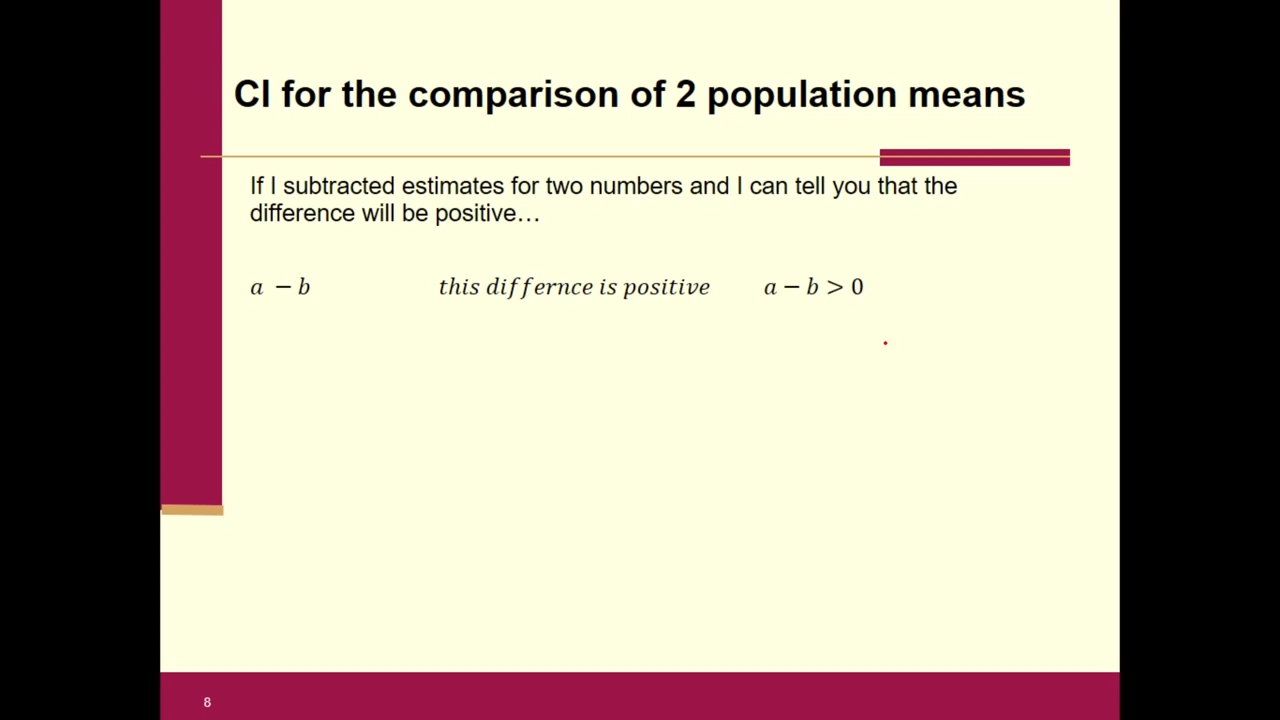 CI for the comparison of 2 population means
If I subtracted estimates for two numbers and I can tell you that the
difference will be positive…
a − b this differnce is positive a − b > 0
8